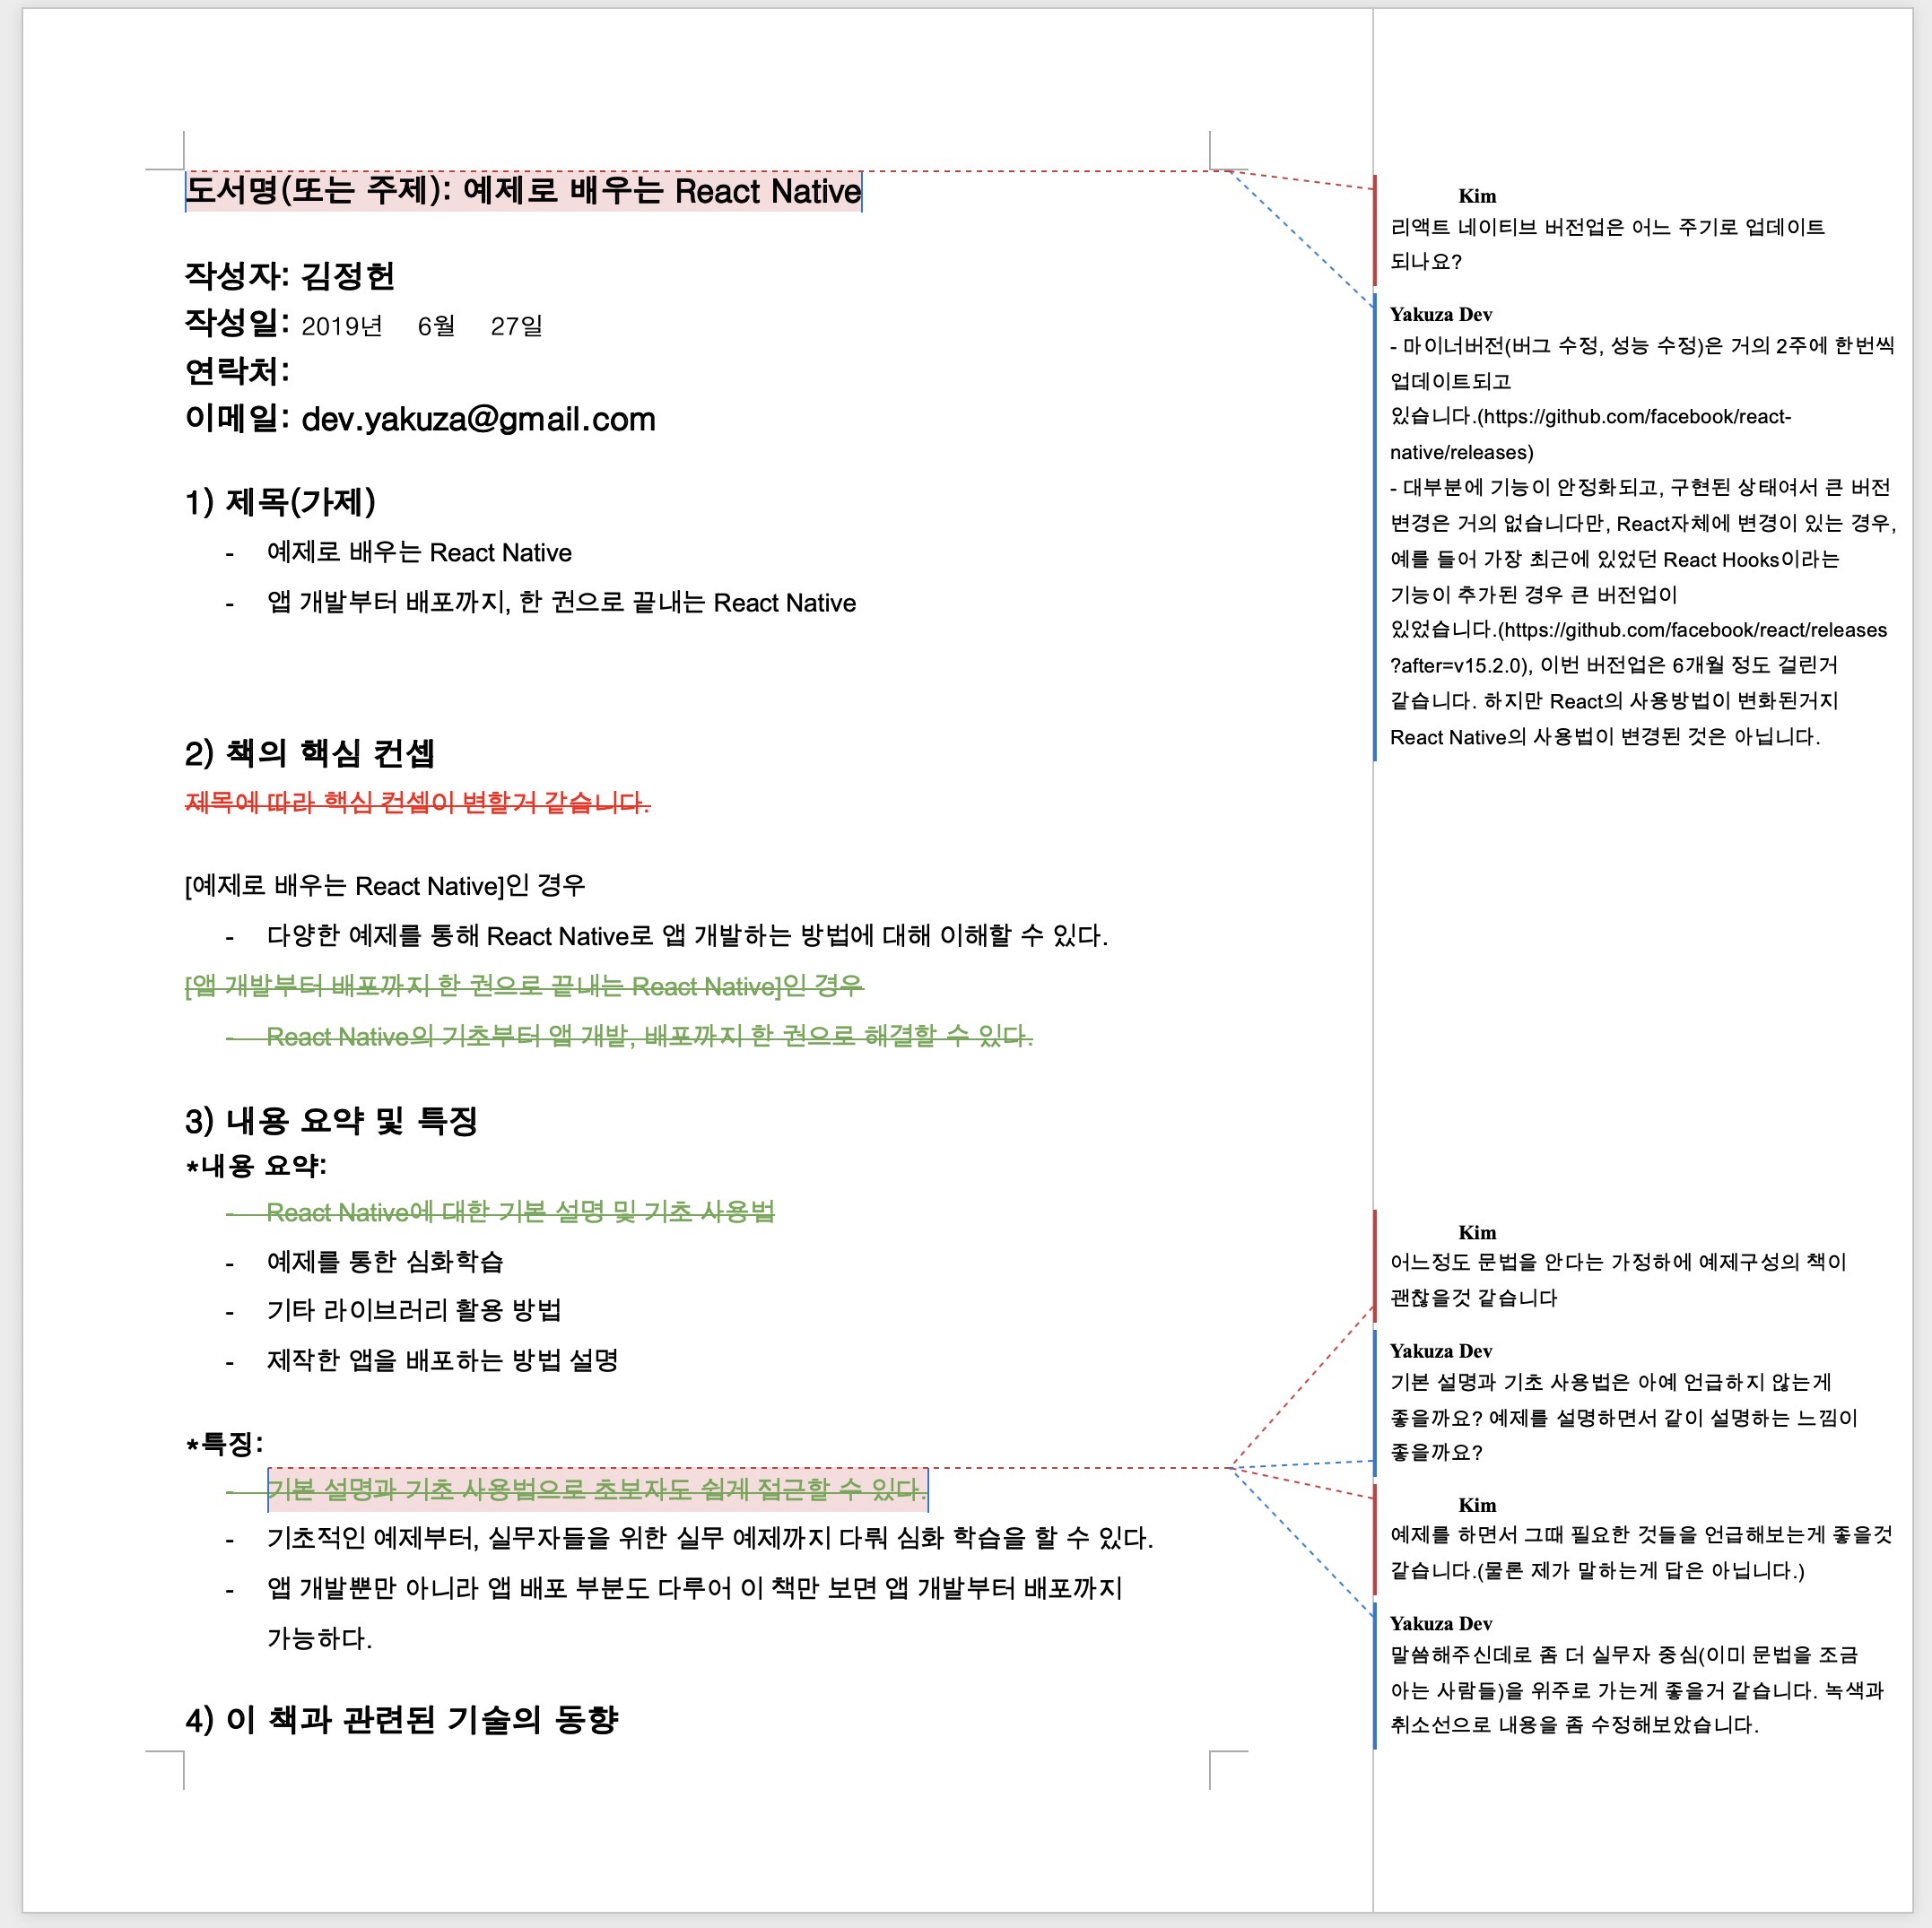 도서명(또는 주제): 예제로 배우는 React Native
작성자: 김정헌
작성일: 2019년 6월 27일
연락처:
이메일: dev.yakuza@gmail.com
1) 제목(가제)
- 예제로 배우는 React Native
- 앱 개발부터 배포까지, 한 권으로 끝내는 React Native
2) 책의 핵심 컨셉
제목에 따라 핵심 컨셉이 변할거 같습니다.
[예제로 배우는 React Native]인 경우
- 다양한 예제를 통해 React Native로 앱 개발하는 방법에 대해 이해할 수 있다.
[앱 개발부터 배포까지 한 권으로 끝내는 React Native]인 경우
- React Native의 기초부터 앱 개발, 배포까지 한 권으로 해결할 수 있다.
3) 내용 요약 및 특징
*내용 요약:
- React Native에 대한 기본 설명 및 기초 사용법
- 예제를 통한 심화학습
- 기타 라이브러리 활용 방법
- 제작한 앱을 배포하는 방법 설명
*특징:
- 기본 설명과 기초 사용법으로 초보자도 쉽게 접근할 수 있다.
- 기초적인 예제부터, 실무자들을 위한 실무 예제까지 다뤄 심화 학습을 할 수 있다.
- 앱 개발뿐만 아니라 앱 배포 부분도 다루어 이 책만 보면 앱 개발부터 배포까지
가능하다.
4) 이 책과 관련된 기술의 동향
Kim
리액트 네이티브 버전업은 어느 주기로 업데이트
되나요?
Yakuza Dev
- 마이너버전(버그 수정, 성능 수정)은 거의 2주에 한번씩
업데이트되고
있습니다.(https://github.com/facebook/react-
native/releases)
- 대부분에 기능이 안정화되고, 구현된 상태여서 큰 버전
변경은 거의 없습니다만, React자체에 변경이 있는 경우,
예를 들어 가장 최근에 있었던 React Hooks이라는
기능이 추가된 경우 큰 버전업이
있었습니다.(https://github.com/facebook/react/releases
?after=v15.2.0), 이번 버전업은 6개월 정도 걸린거
같습니다. 하지만 React의 사용방법이 변화된거지
React Native의 사용법이 변경된 것은 아닙니다.
Kim
어느정도 문법을 안다는 가정하에 예제구성의 책이
괜찮을것 같습니다
Yakuza Dev
기본 설명과 기초 사용법은 아예 언급하지 않는게
좋을까요? 예제를 설명하면서 같이 설명하는 느낌이
좋을까요?
Kim
예제를 하면서 그때 필요한 것들을 언급해보는게 좋을것
같습니다.(물론 제가 말하는게 답은 아닙니다.)
Yakuza Dev
말씀해주신데로 좀 더 실무자 중심(이미 문법을 조금
아는 사람들)을 위주로 가는게 좋을거 같습니다. 녹색과
취소선으로 내용을 좀 수정해보았습니다.